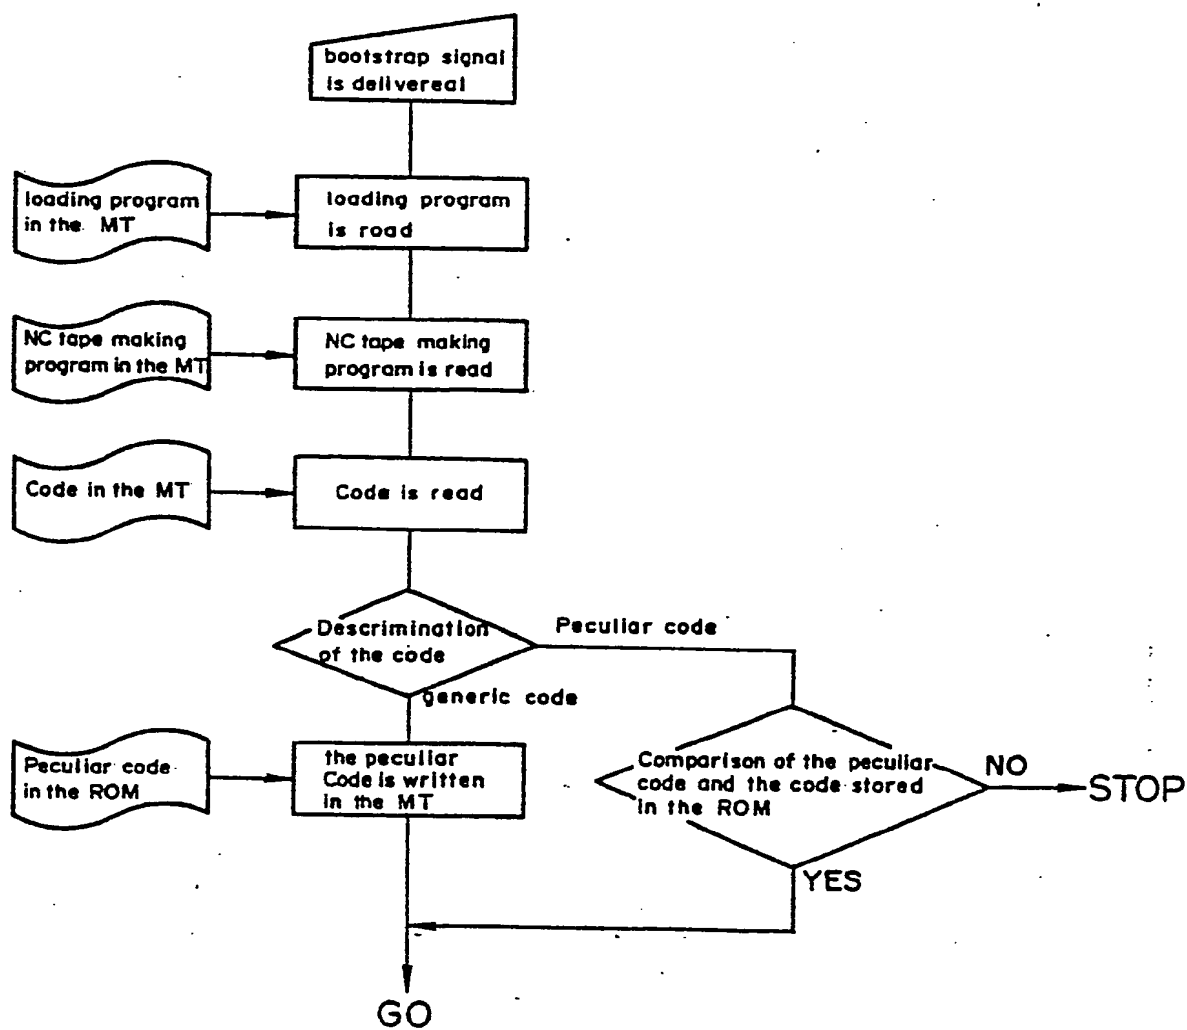 bootstrap signal
is delivereal
loading program
in the MT
loading program
is road
NC tape making
program in the MT
NC tape making
program is read
Code in the MT
Code is read
Descrimination
of the code
Peculiar code
generic code
Peculiar code
in the ROM
the peculiar
Code is written
in the MT
Comparison of the peculiar
code and the code stored
in the ROM
NO
STOP
YES
GO